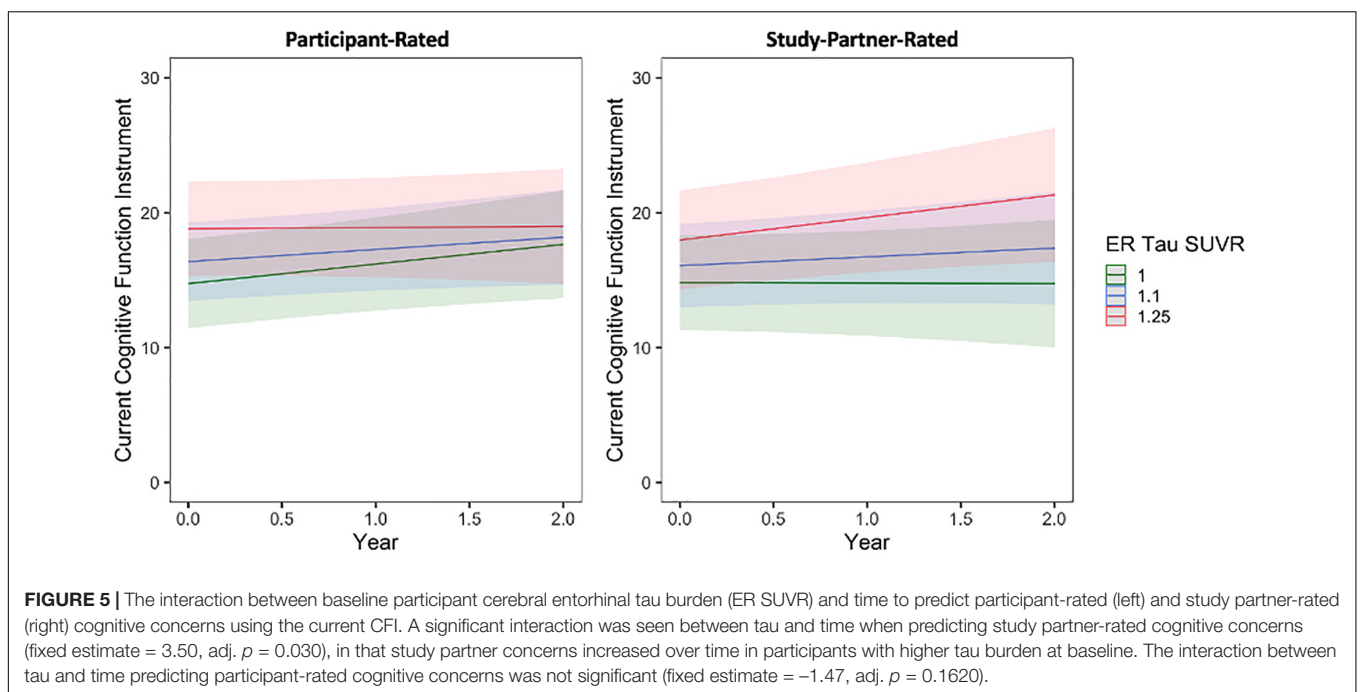 Participant-Rated
Study-Partner-Rated
Current Cognitive Function Instrument
30
20
10
0
0.0 0.5 1.0 1.5 2.0
Year
Current Cognitive Function Instrument
30
20
10
0
0.0 0.5 1.0 1.5 2.0
Year
ER Tau SUVR
1
1.1
1.25
FIGURE 5 | The interaction between baseline participant cerebral entorhinal tau burden (ER SUVR) and time to predict participant-rated (left) and study partner-rated
(right) cognitive concerns using the current CFI. A significant interaction was seen between tau and time when predicting study partner-rated cognitive concerns
(fixed estimate = 3.50, adj. p = 0.030), in that study partner concerns increased over time in participants with higher tau burden at baseline. The interaction between
tau and time predicting participant-rated cognitive concerns was not significant (fixed estimate = –1.47, adj. p = 0.1620).